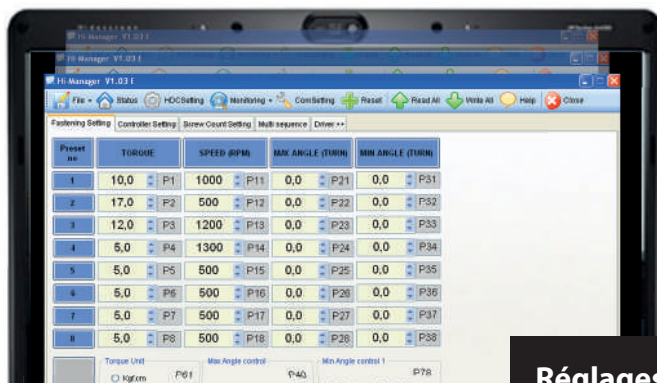 Hi-Manager V1.03 E
Hi-Manager V1.03 E
Hi-Manager V1.03 E
File Status HDCSetting Monitoring ComSetting Reset Read All Write All Help Close
Fastening Setting Controller Setting Screw Count Setting Multi sequence Driver ++
Preset no TORQUE SPEED (RPM) MAX ANGLE (TURN) MIN ANGLE (TURN)
1 10,0 P1 1000 P11 0,0 P21 0,0 P31
2 17,0 P2 500 P12 0,0 P22 0,0 P32
3 12,0 P3 1200 P13 0,0 P23 0,0 P33
4 5,0 P4 1300 P14 0,0 P24 0,0 P34
5 5,0 P5 500 P15 0,0 P25 0,0 P35
6 5,0 P6 500 P16 0,0 P26 0,0 P36
7 5,0 P7 500 P17 0,0 P27 0,0 P37
8 5,0 P8 500 P18 0,0 P28 0,0 P38
Torque Unit Max Angle control Min Angle control 1
Kgf.cm P61 P40 P78
Réglages